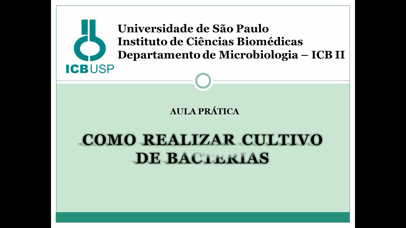 Universidade de São Paulo
Instituto de Ciências Biomédicas
Departamento de Microbiologia – ICB II
ICBUSP
AULA PRÁTICA
COMO REALIZAR CULTIVO
DE BACTERIAS